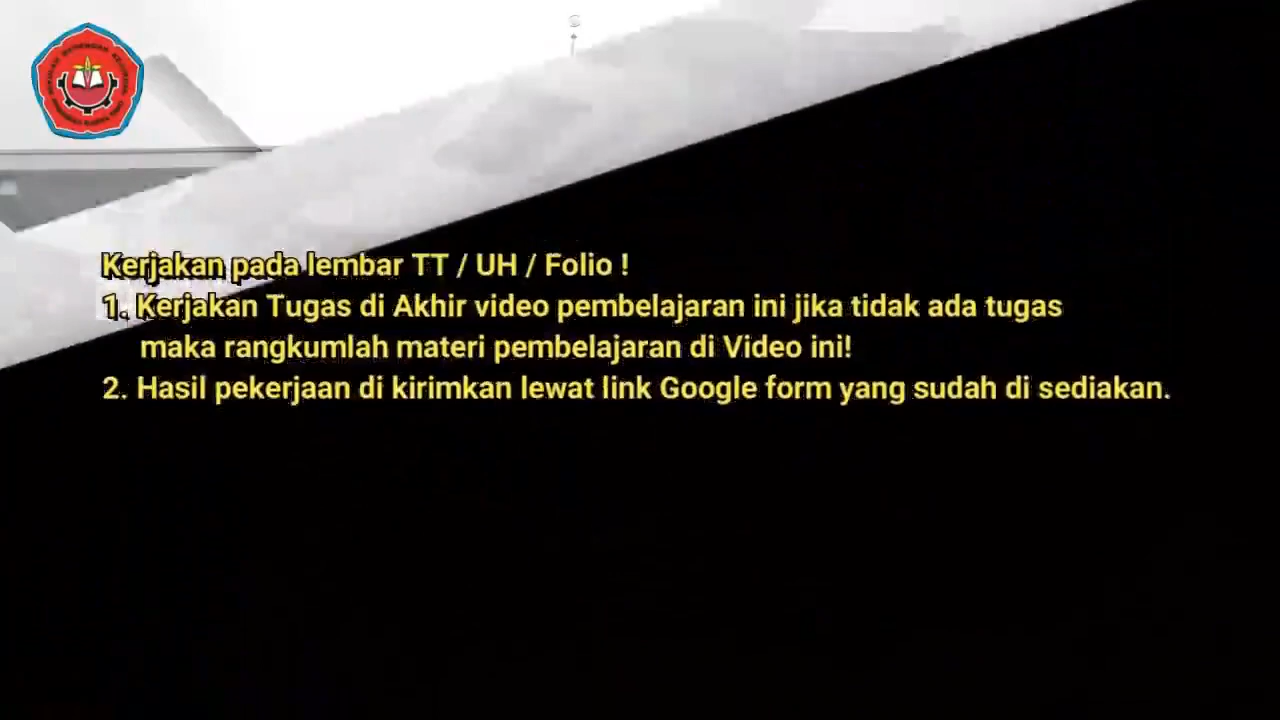 Kerjakan pada lembar TT / UH / Folio !
1. Kerjakan Tugas di Akhir video pembelajaran ini jika tidak ada tugas
maka rangkumlah materi pembelajaran di Video ini!
2. Hasil pekerjaan di kirimkan lewat link Google form yang sudah di sediakan.